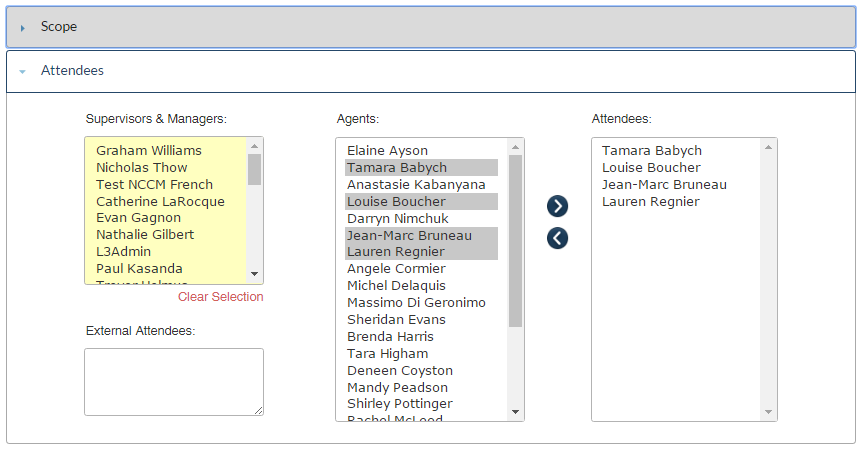 Scope
Attendees
Supervisors & Managers:
Graham Williams
Nicholas Thow
Test NCCM French
Catherine LaRocque
Evan Gagnon
Nathalie Gilbert
L3Admin
Paul Kasanda
Clear Selection
External Attendees:
Agents:
Elaine Ayson
Tamara Babych
Anastasie Kabanyana
Louise Boucher
Darryn Nimchuk
Jean-Marc Bruneau
Lauren Regnier
Angele Cormier
Michel Delaquis
Massimo Di Geronimo
Sheridan Evans
Brenda Harris
Tara Higham
Deneen Coyston
Mandy Peadson
Shirley Pottinger
Rachel McLeod
Attendees:
Tamara Babych
Louise Boucher
Jean-Marc Bruneau
Lauren Regnier